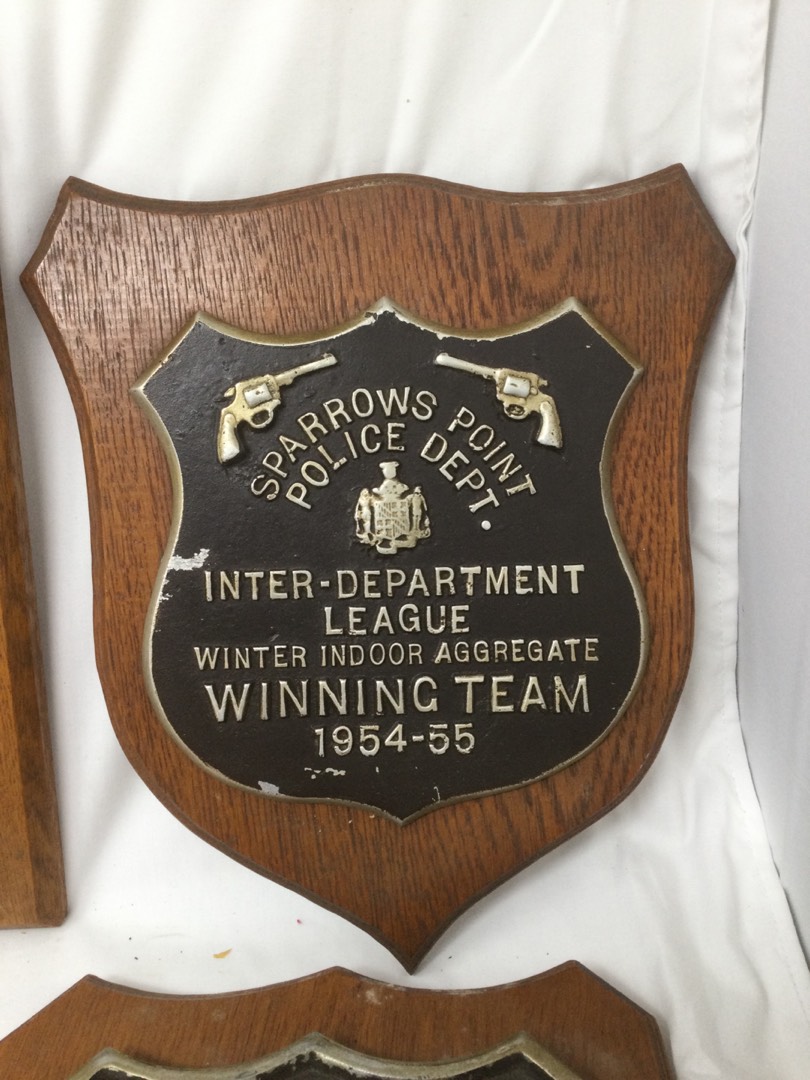 SPARROWS POINT
POLICE DEPT.
INTER-DEPARTMENT
LEAGUE
WINTER INDOOR AGGREGATE
WINNING TEAM
1954-55